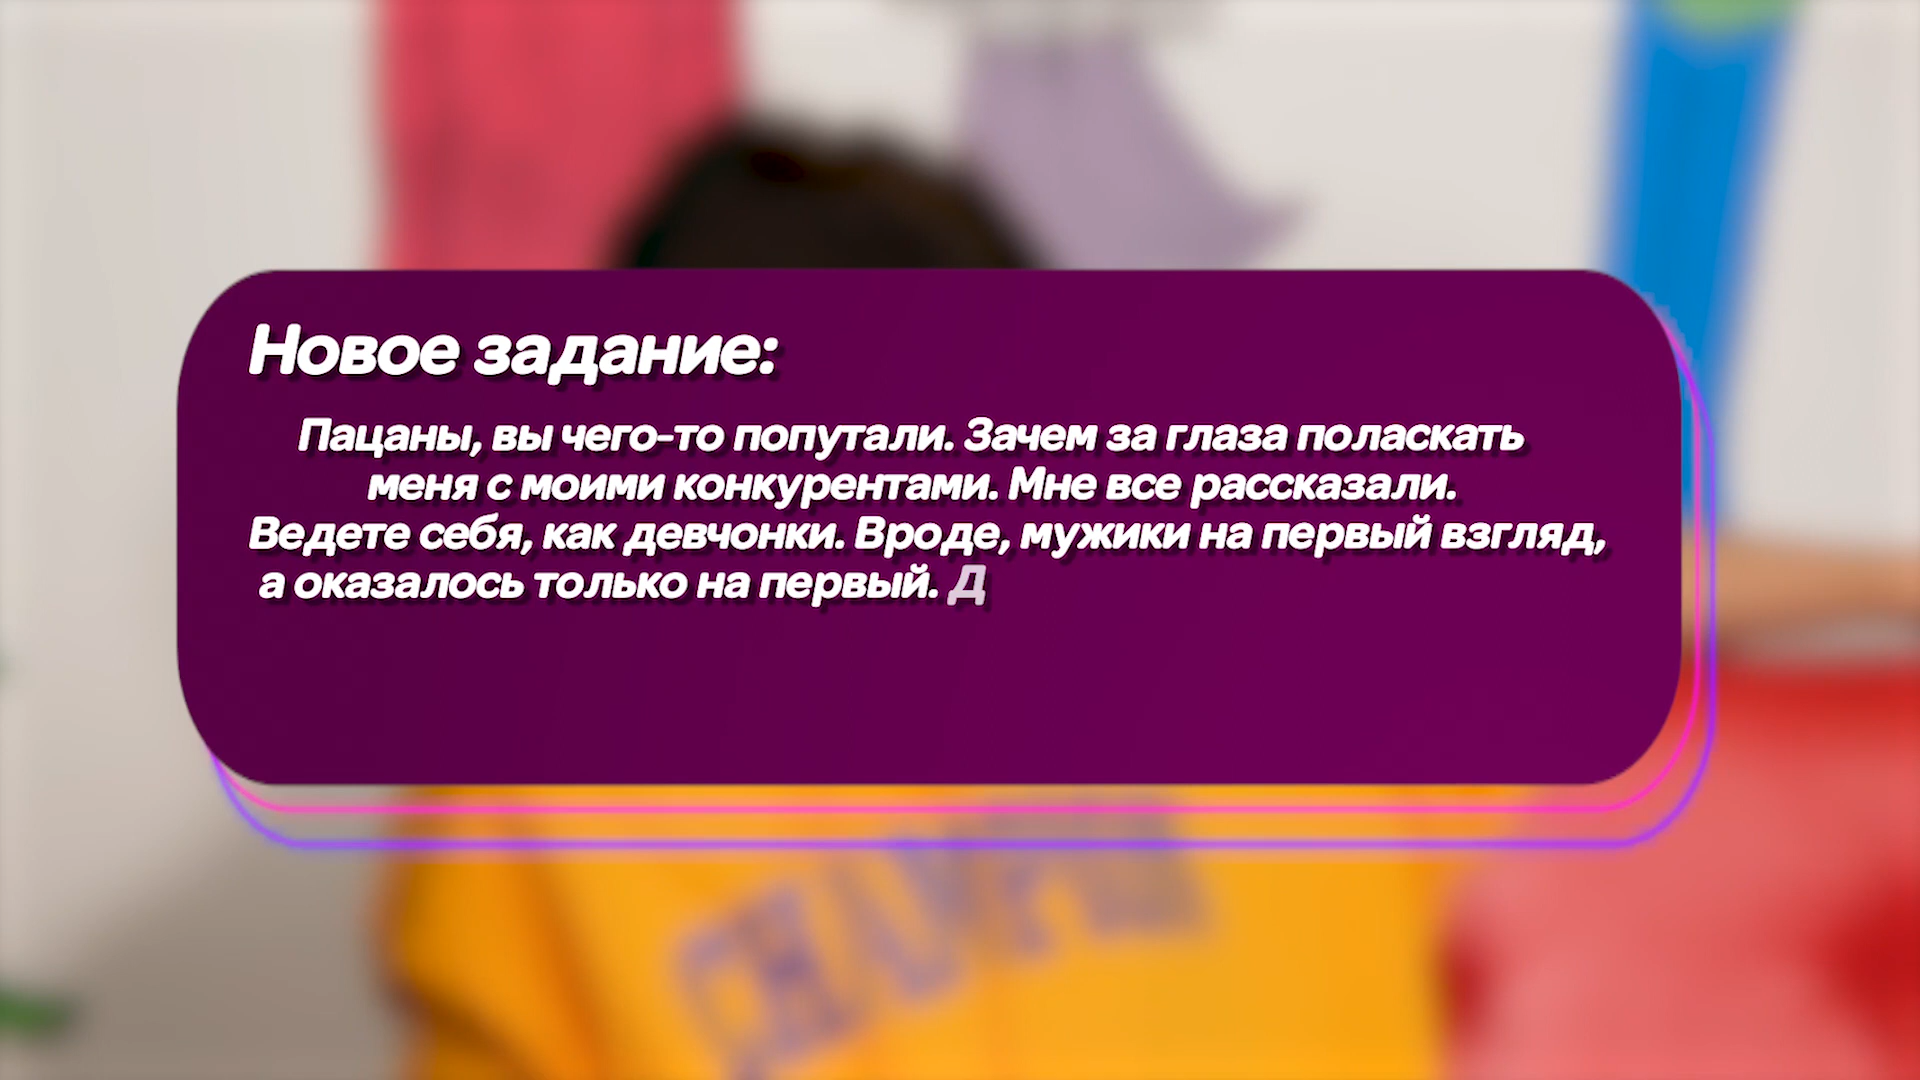 Новое задание:
Пацаны, вы чего-то попутали. Зачем за глаза поласкать
меня с моими конкурентами. Мне все рассказали.
Ведете себя, как девчонки. Вроде, мужики на первый взгляд,
а оказалось только на первый. Д